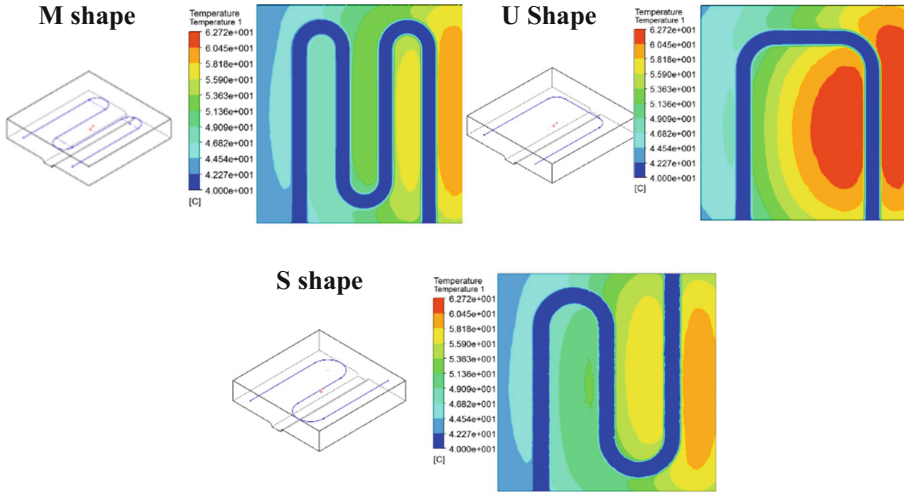 M shape
Temperature
Temperature 1
6.272e+001
6.045e+001
5.818e+001
5.590e+001
5.363e+001
5.136e+001
4.909e+001
4.682e+001
4.454e+001
4.227e+001
4.000e+001
[C]
U Shape
Temperature
Temperature 1
6.272e+001
6.045e+001
5.818e+001
5.590e+001
5.363e+001
5.136e+001
4.909e+001
4.682e+001
4.454e+001
4.227e+001
4.000e+001
[C]
S shape
Temperature
Temperature 1
6.272e+001
6.045e+001
5.818e+001
5.590e+001
5.363e+001
5.136e+001
4.909e+001
4.682e+001
4.454e+001
4.227e+001
4.000e+001
[C]